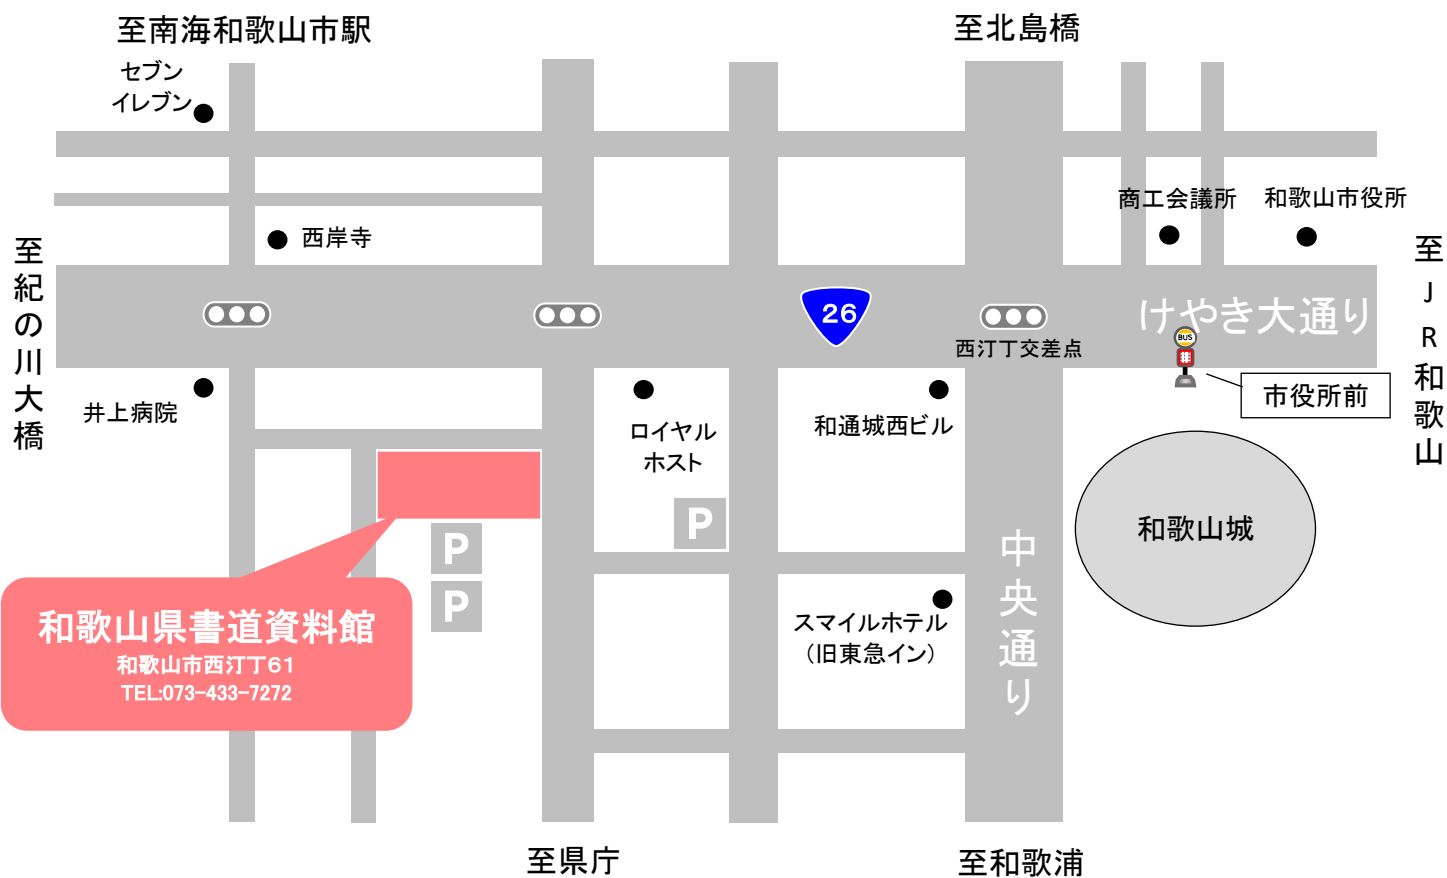 至南海和歌山市駅
至北島橋
セブン
イレブン
商工会議所
和歌山市役所
西岸寺
至紀の川大橋
至JR和歌山
26
けやき大通り
BUS
西汀丁交差点
市役所前
井上病院
ロイヤル
ホスト
和通城西ビル
P
P
P
和歌山城
中央通り
スマイルホテル
（旧東急イン）
和歌山県書道資料館
和歌山市西汀丁61
TEL:073-433-7272
至県庁
至和歌浦